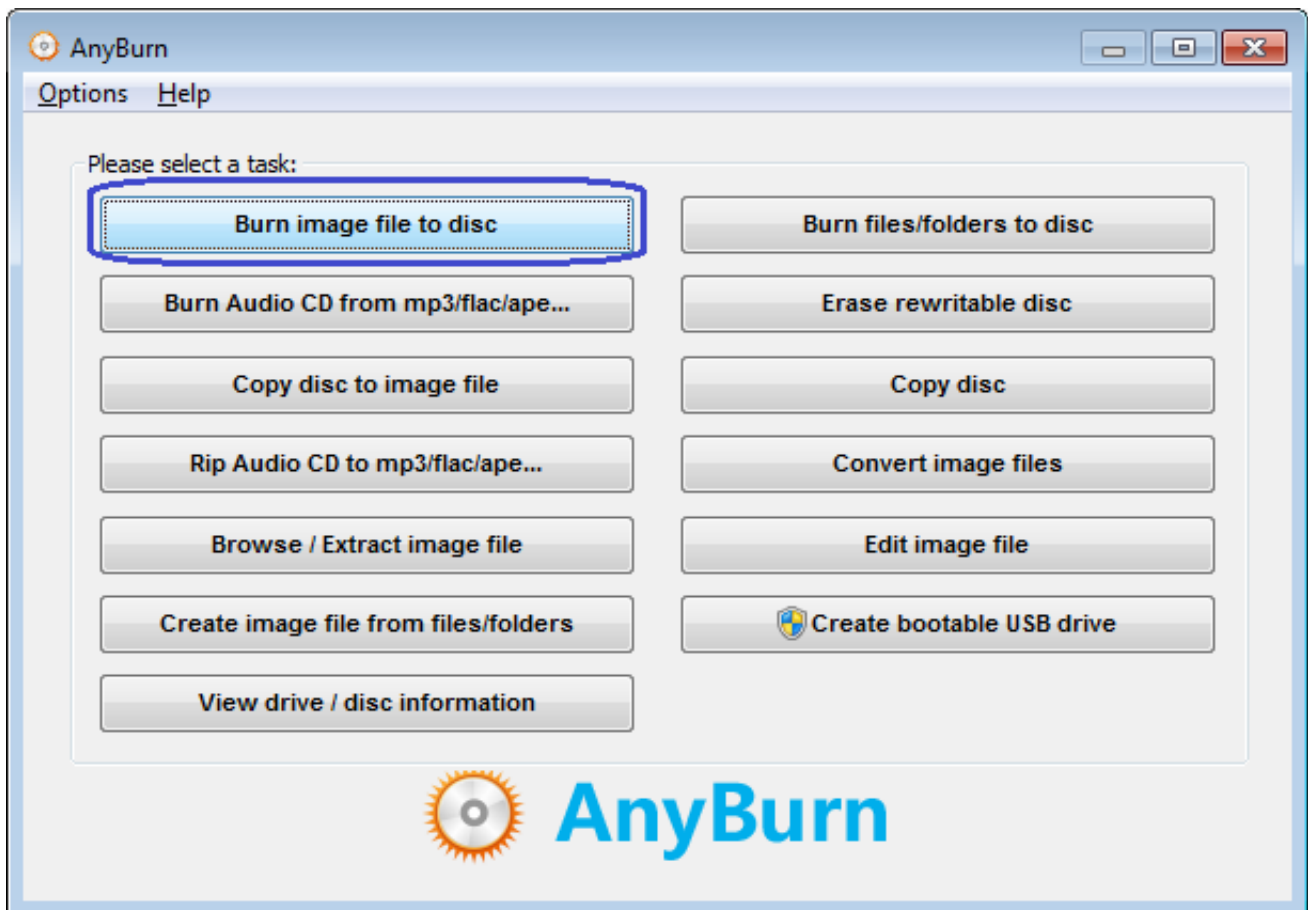 AnyBurn
Options Help
Please select a task:
Burn image file to disc
Burn files/folders to disc
Burn Audio CD from mp3/flac/ape...
Erase rewritable disc
Copy disc to image file
Copy disc
Rip Audio CD to mp3/flac/ape...
Convert image files
Browse / Extract image file
Edit image file
Create image file from files/folders
Create bootable USB drive
View drive / disc information
AnyBurn